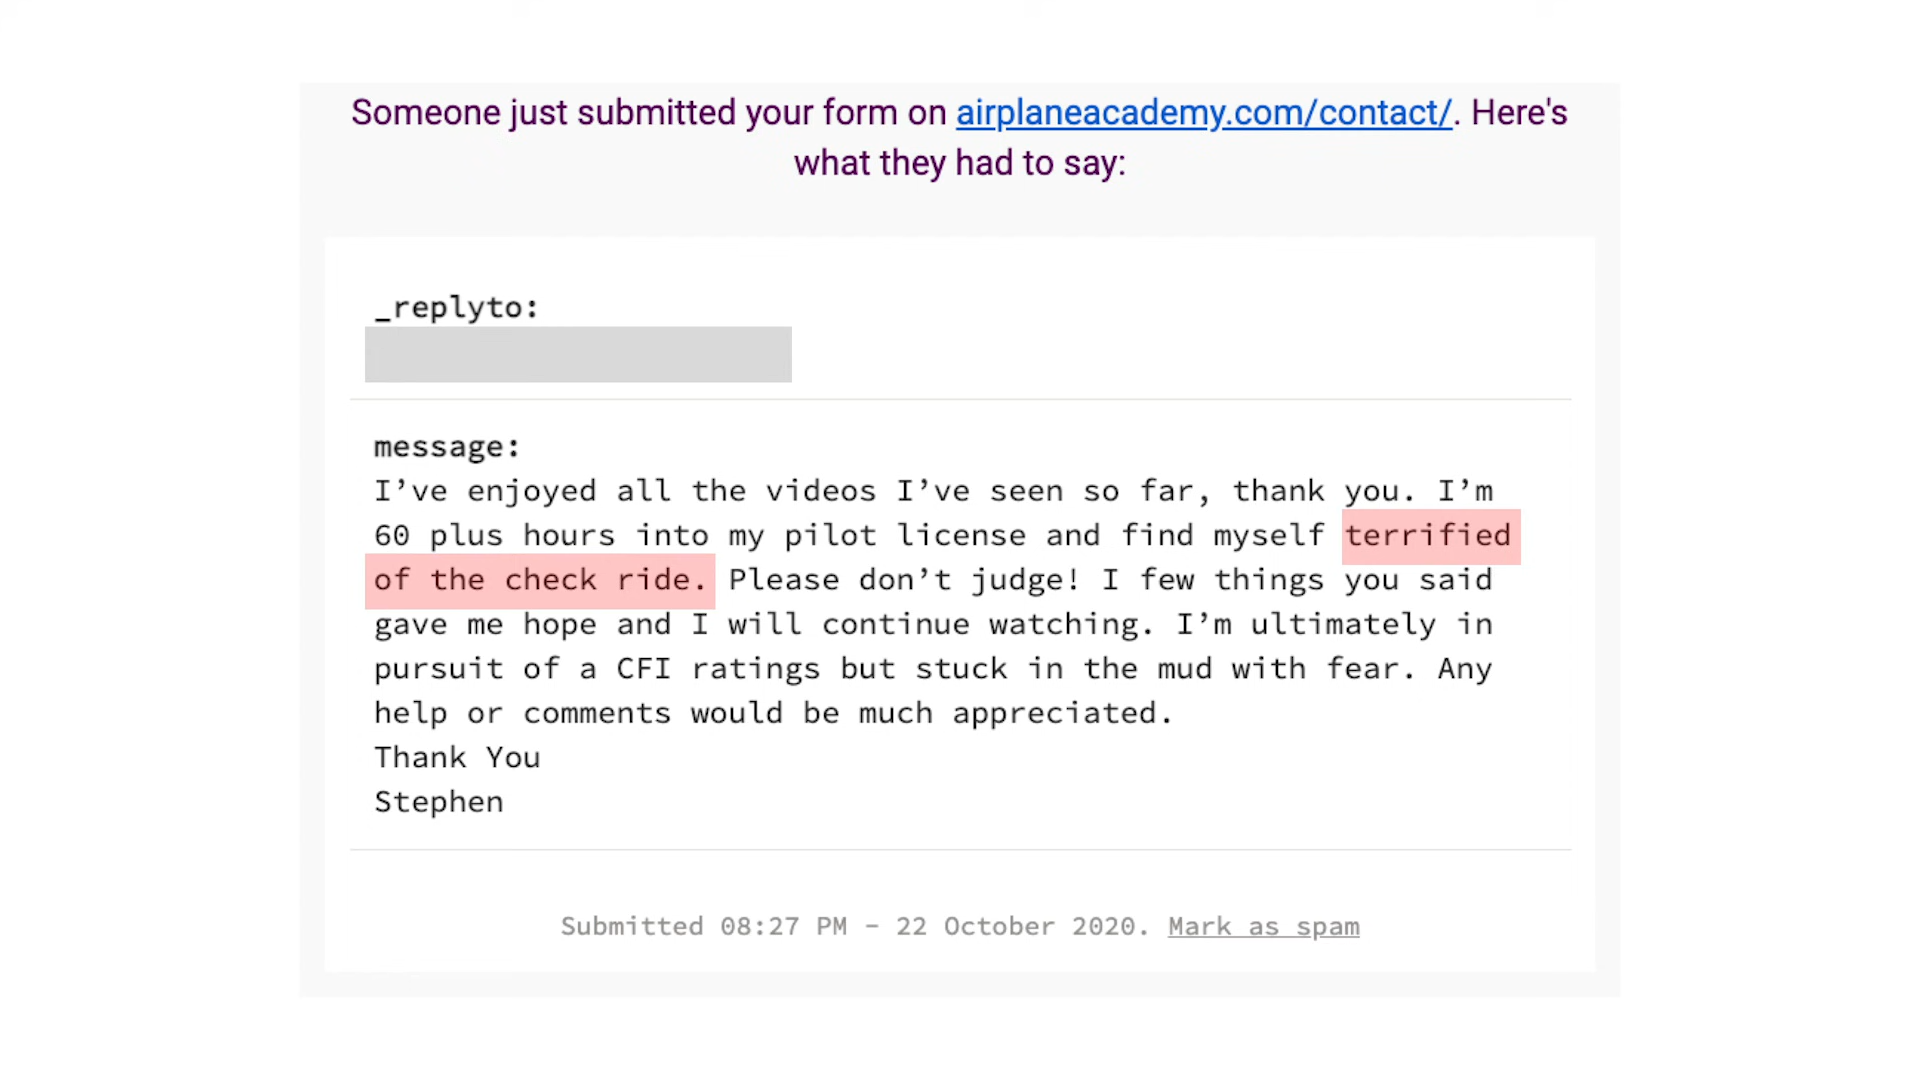 Someone just submitted your form on airplaneacademy.com/contact/. Here's
what they had to say:
_replyto:
message:
I’ve enjoyed all the videos I’ve seen so far, thank you. I’m
60 plus hours into my pilot license and find myself terrified
of the check ride. Please don’t judge! I few things you said
gave me hope and I will continue watching. I’m ultimately in
pursuit of a CFI ratings but stuck in the mud with fear. Any
help or comments would be much appreciated.
Thank You
Stephen
Submitted 08:27 PM – 22 October 2020. Mark as spam